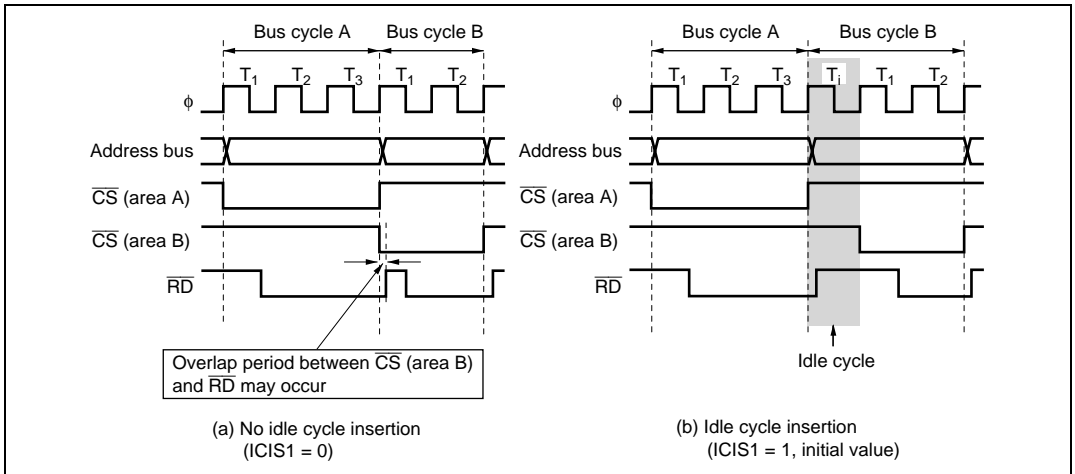 Bus cycle A
Bus cycle B
T1 T2 T3 T1 T2
ϕ
Address bus
CS (area A)
CS (area B)
RD
Overlap period between CS (area B)
and RD may occur
(a) No idle cycle insertion
(ICIS1 = 0)
Bus cycle A
Bus cycle B
T1 T2 T3 Ti T1 T2
ϕ
Address bus
CS (area A)
CS (area B)
RD
Idle cycle
(b) Idle cycle insertion
(ICIS1 = 1, initial value)